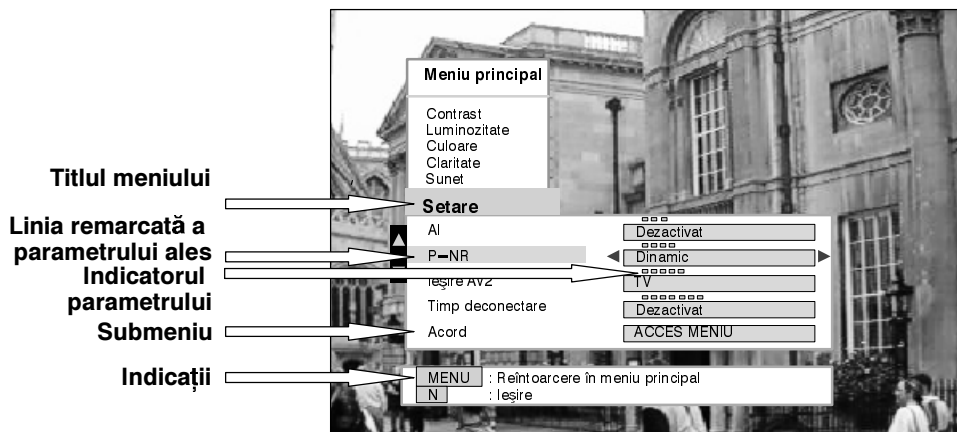 Meniu principal
Contrast
Luminozitate
Culoare
Claritate
Sunet
Titlul meniului
Setare
Linia remarcată a
parametrului ales
AI
Dezactivat
P–NR
Dinamic
Indicatorul
parametrului
Ieşire AV2
TV
Timp deconectare
Dezactivat
Submeniu
Acord
ACCES MENIU
Indicații
MENU : Reîntoarcere în meniu principal
N : Ieşire